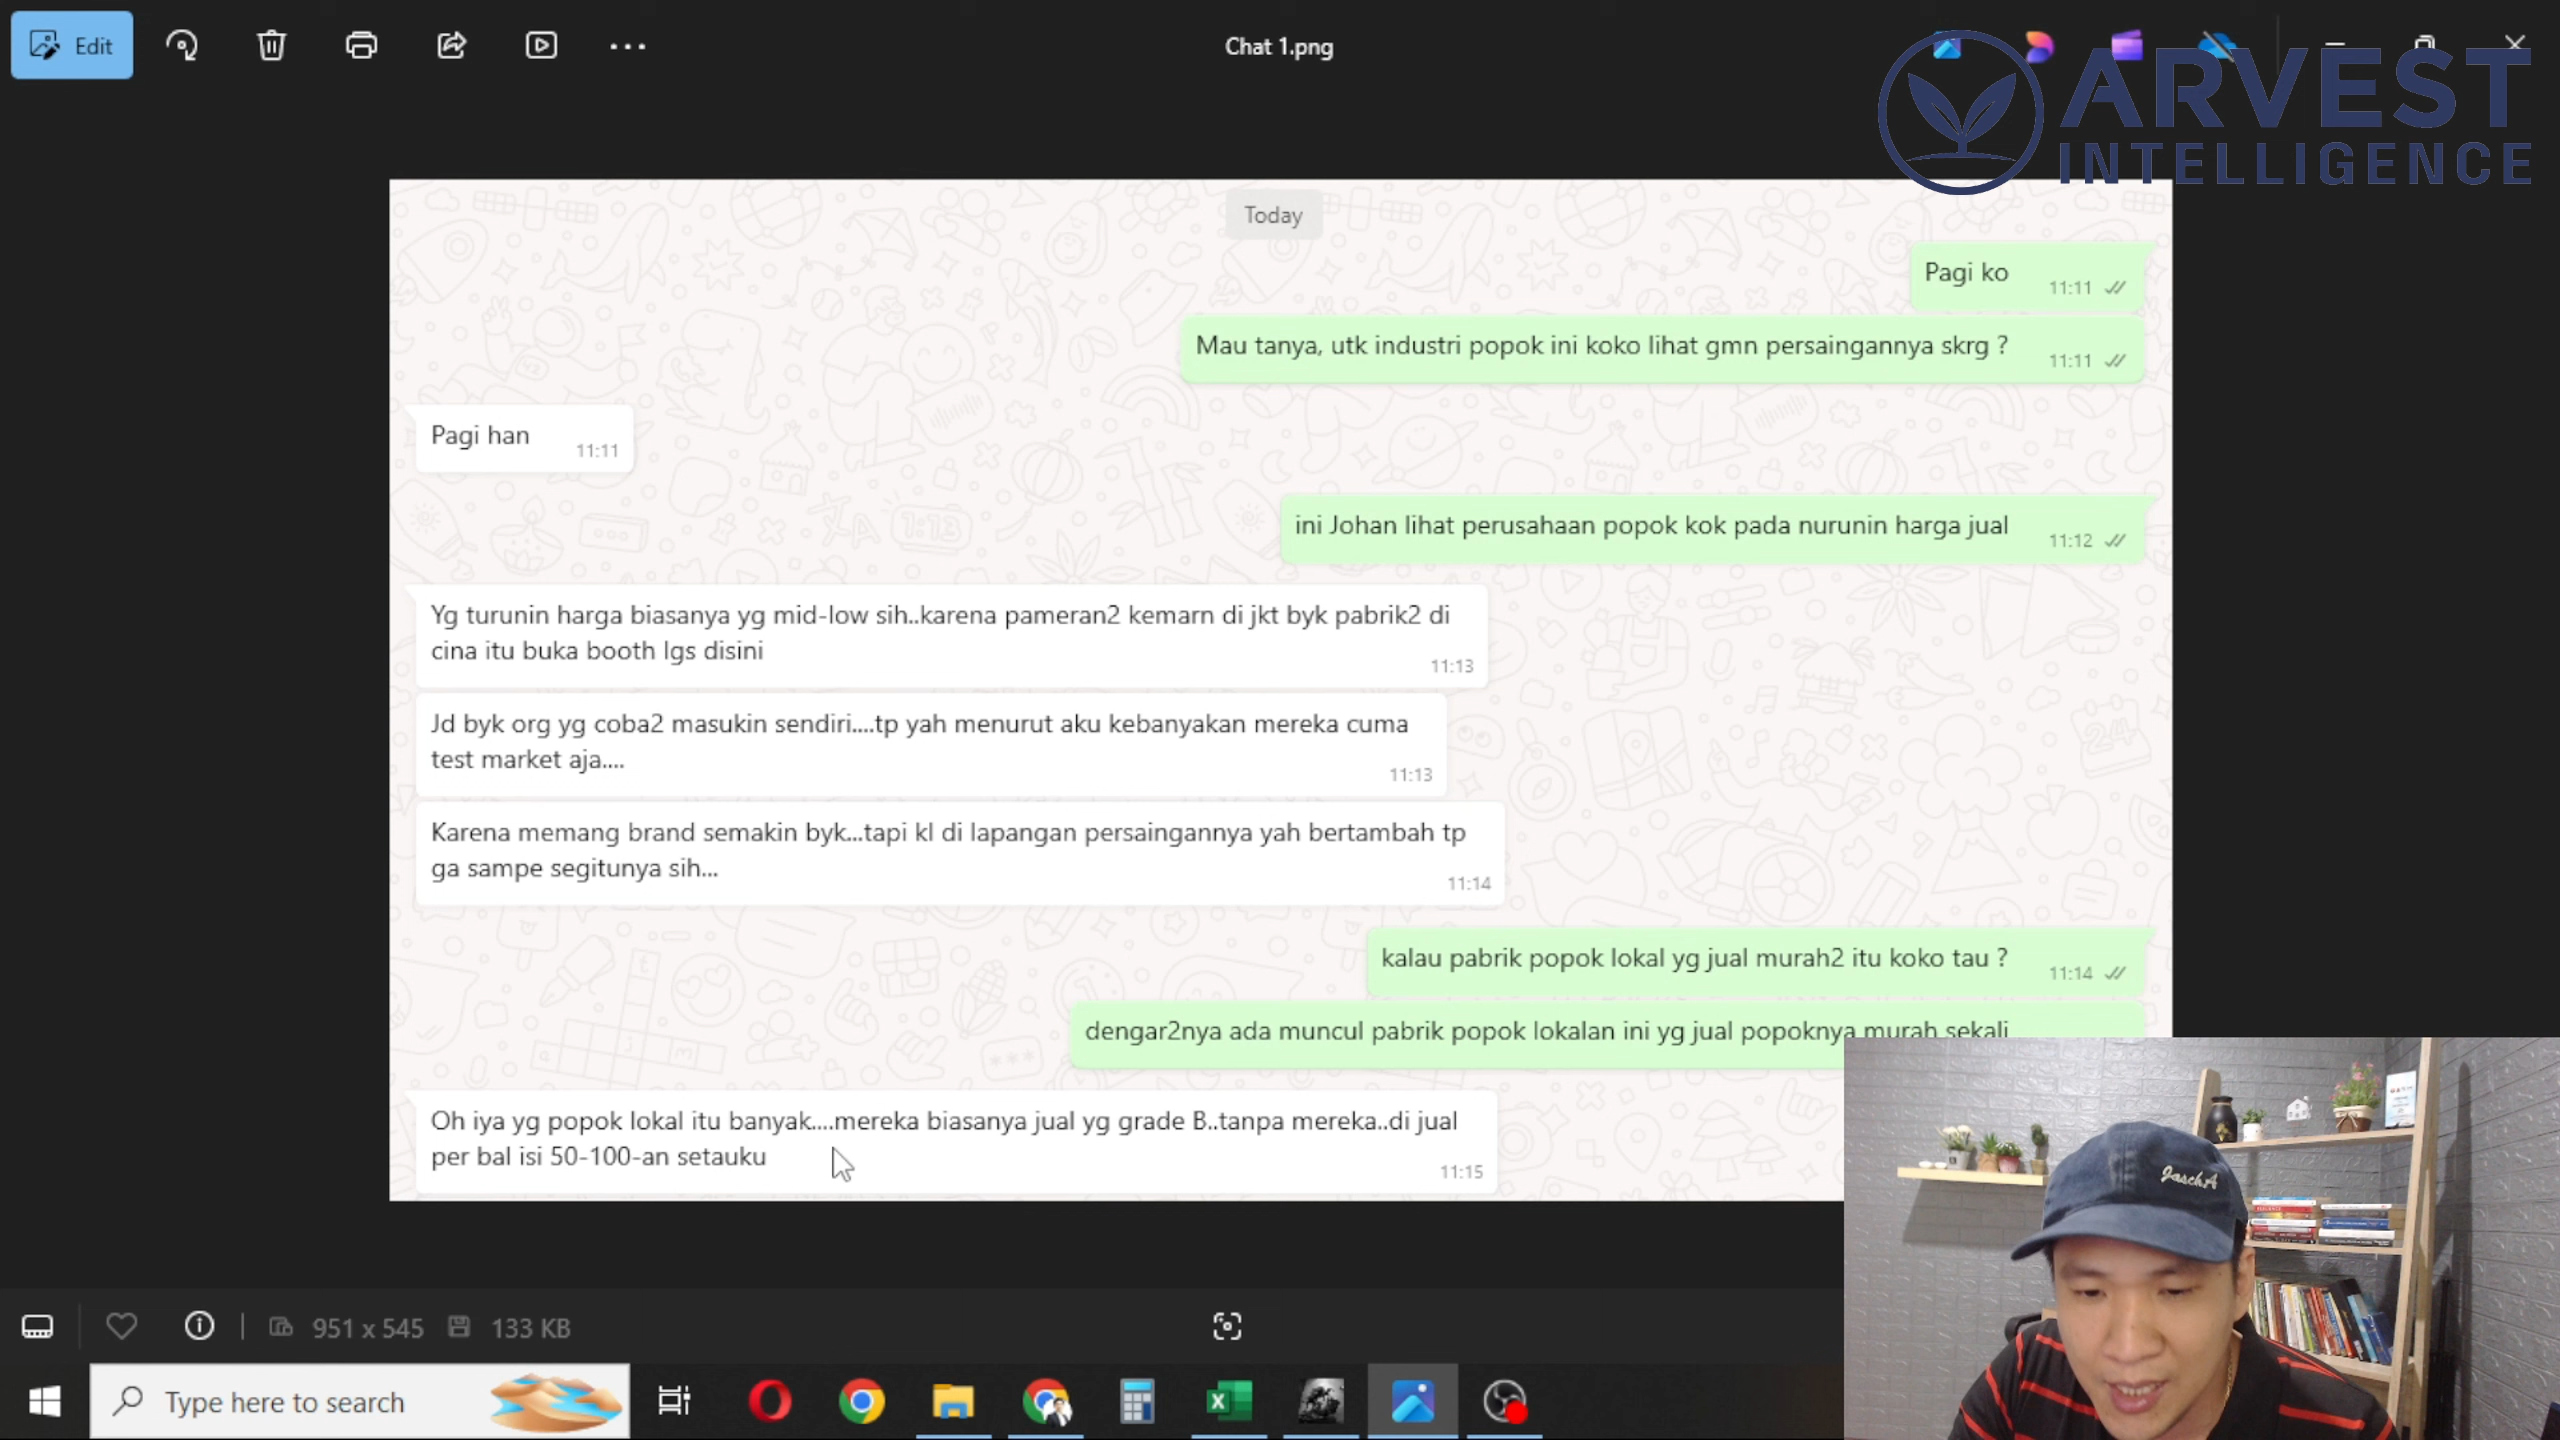 Edit
Chat 1.png
ARVEST
INTELLIGENCE
Today
Pagi ko
11:11
Mau tanya, utk industri popok ini koko lihat gmn persaingannya skrg ?
11:11
Pagi han
11:11
ini Johan lihat perusahaan popok kok pada nurunin harga jual
11:12
Yg turunin harga biasanya yg mid-low sih..karena pameran2 kemarn di jkt byk pabrik2 di
cina itu buka booth lgs disini
11:13
Jd byk org yg coba2 masukin sendiri....tp yah menurut aku kebanyakan mereka cuma
test market aja....
11:13
Karena memang brand semakin byk...tapi kl di lapangan persaingannya yah bertambah tp
ga sampe segitunya sih...
11:14
kalau pabrik popok lokal yg jual murah2 itu koko tau ?
11:14
dengar2nya ada muncul pabrik popok lokalan ini yg jual popoknya murah sekali
Oh iya yg popok lokal itu banyak....mereka biasanya jual yg grade B..tanpa mereka..di jual
per bal isi 50-100-an setauku
11:15
951 x 545
133 KB
Type here to search